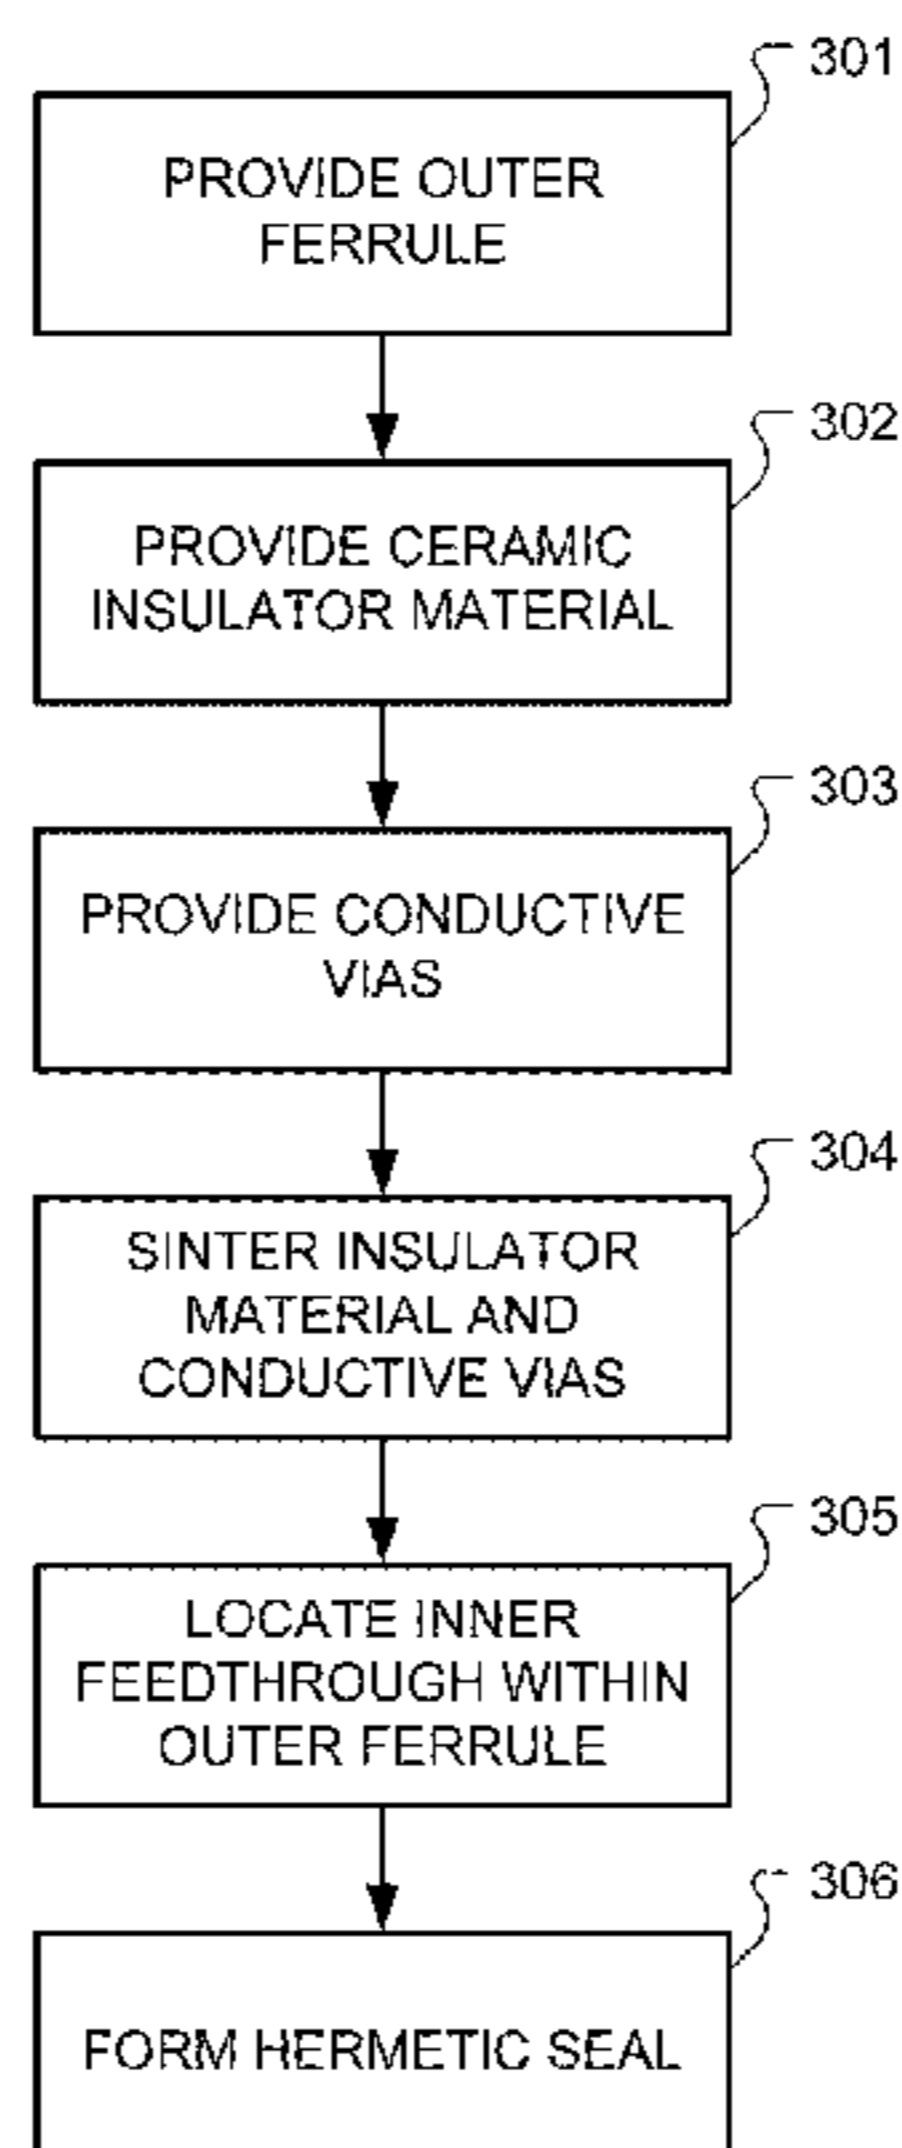 301
PROVIDE OUTER
FERRULE
302
PROVIDE CERAMIC
INSULATOR MATERIAL
303
PROVIDE CONDUCTIVE
VIAS
304
SINTER INSULATOR
MATERIAL AND
CONDUCTIVE VIAS
305
LOCATE INNER
FEEDTHROUGH WITHIN
OUTER FERRULE
306
FORM HERMETIC SEAL